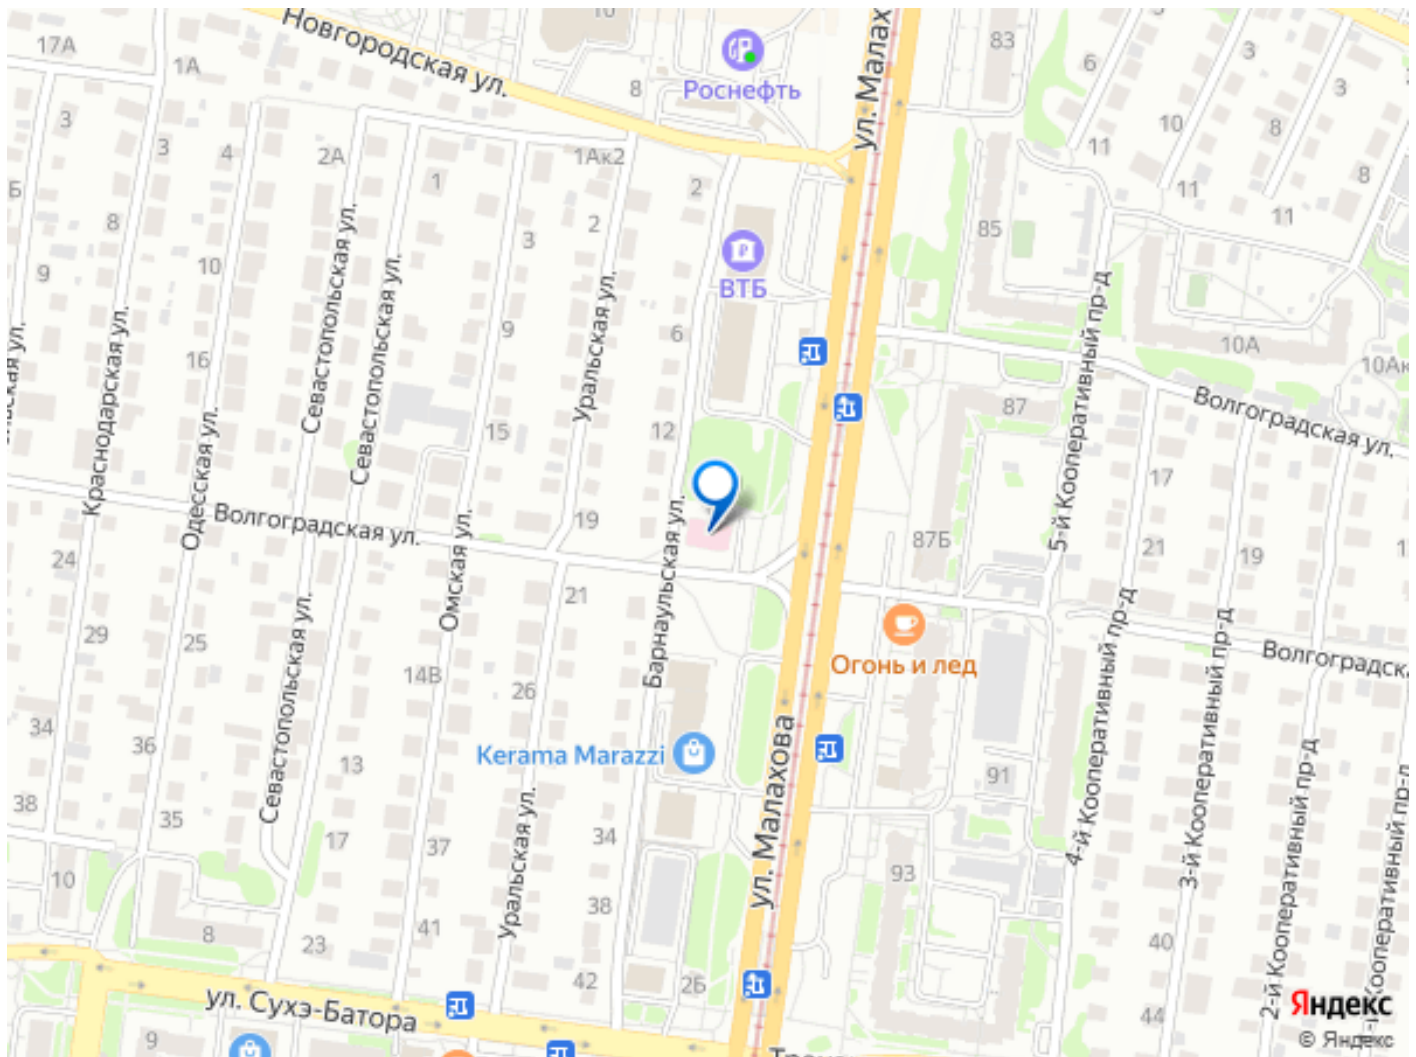 Новгородская ул.
17А
1А
10
8
Роснефть
ул. Малах
83
6
3
3
3
3
4
2А
1
1Ак2
2
10
8
11
11
11
8
Б
8
2
3
85
9
10
ВТБ
6
9
16
Краснодарская ул.
Одесская ул.
Севастопольская ул.
Севастопольская ул.
Уральская ул.
5-й Кооперативный пр-д
10А
10Ак
87
Волгоградская ул.
15
12
17
Волгоградская ул.
19
Барнаульская ул.
87Б
21
19
24
Омская ул.
21
29
25
Огонь и лед
Волгоградска
14В
26
34
36
Севастопольская ул.
13
Kerama Marazzi
ул. Малахова
91
4-й Кооперативный пр-д
3-й Кооперативный пр-д
2-й Кооперативный пр-д
Кооперативный пр-д
38
35
17
37
Уральская ул.
34
10
93
8
23
41
38
40
42
26
ул. Сухэ-Батора
44
9
Яндекс
© Яндекс